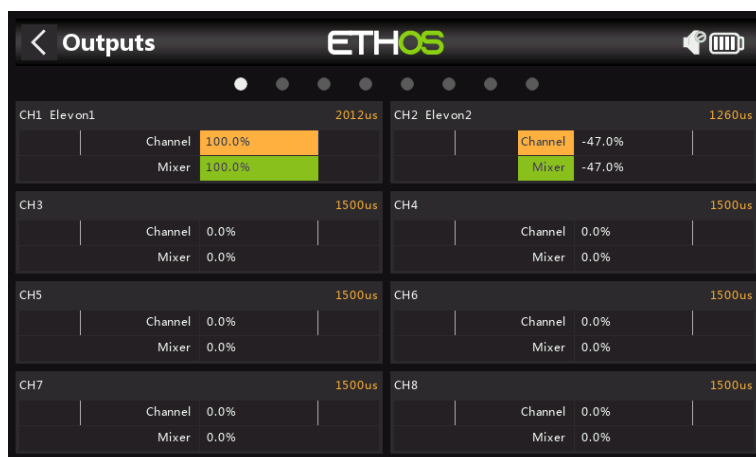 Outputs
ETHOS
CH1 Elevon1 2012us
Channel 100.0%
Mixer 100.0%
CH2 Elevon2 1260us
Channel -47.0%
Mixer -47.0%
CH3 1500us
Channel 0.0%
Mixer 0.0%
CH4 1500us
Channel 0.0%
Mixer 0.0%
CH5 1500us
Channel 0.0%
Mixer 0.0%
CH6 1500us
Channel 0.0%
Mixer 0.0%
CH7 1500us
Channel 0.0%
Mixer 0.0%
CH8 1500us
Channel 0.0%
Mixer 0.0%